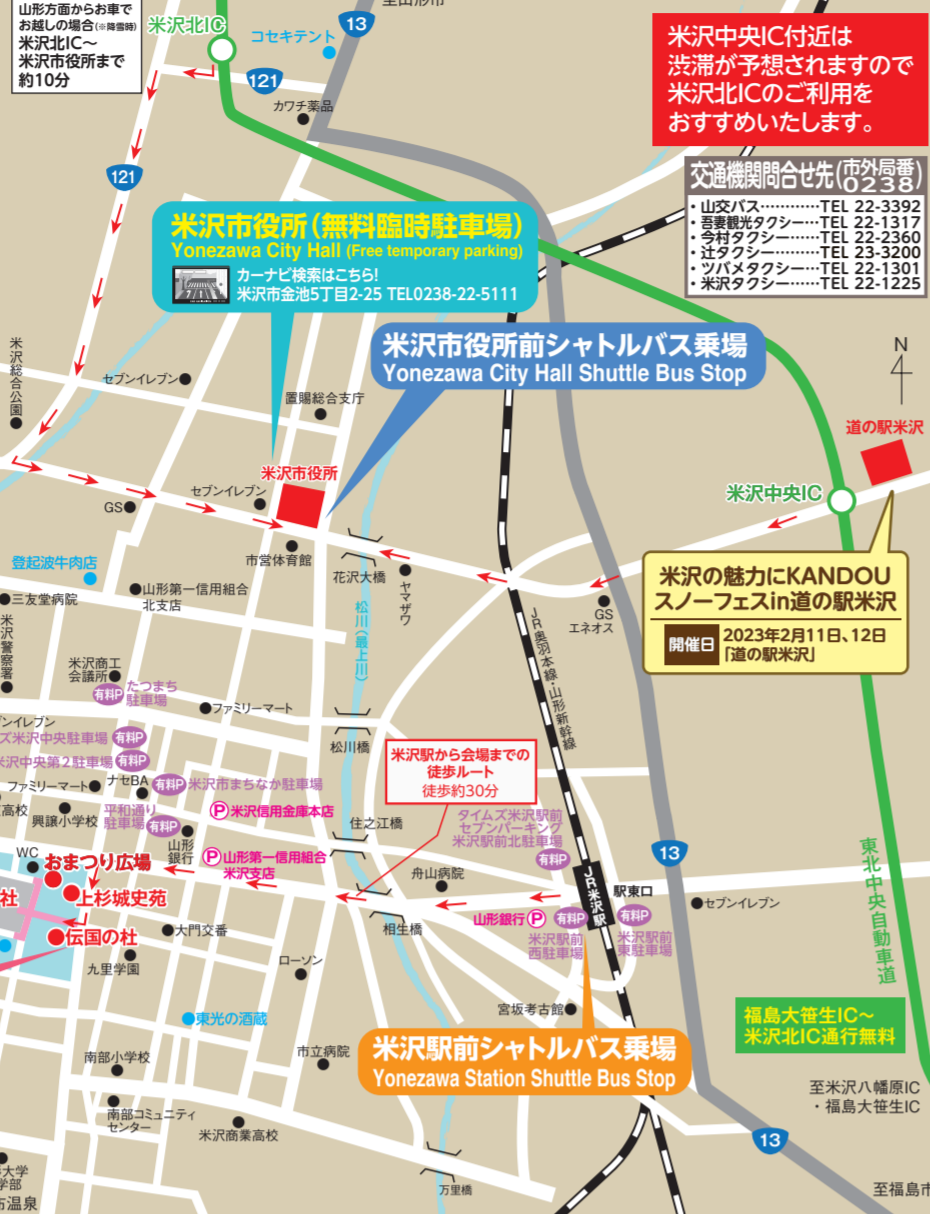 山形方面からお車で
お越しの場合(※降雪時)
米沢北IC～
米沢市役所まで
約10分
米沢北IC
コセキテント
13
至山形市
121
カワチ薬品
121
米沢中央IC付近は
渋滞が予想されますので
米沢北ICのご利用を
おすすめいたします。
交通機関問合せ先(市外局番0238)
・山交バス…………TEL 22-3392
・吾妻観光タクシー…TEL 22-1317
・今村タクシー……TEL 22-2360
・辻タクシー………TEL 23-3200
・ツバメタクシー…TEL 22-1301
・米沢タクシー……TEL 22-1225
米沢市役所(無料臨時駐車場)
Yonezawa City Hall (Free temporary parking)
カーナビ検索はこちら!
米沢市金池5丁目2-25 TEL0238-22-5111
米沢市役所前シャトルバス乗場
Yonezawa City Hall Shuttle Bus Stop
N
米沢総合公園
セブンイレブン
置賜総合支庁
道の駅米沢
米沢市役所
セブンイレブン
GS
米沢中央IC
市営体育館
花沢大橋
ヤマザワ
登起波牛肉店
三友堂病院
山形第一信用組合
北支店
松川(最上川)
GS
エネオス
JR奥羽本線・山形新幹線
米沢の魅力にKANDOU
スノーフェスin道の駅米沢
開催日
2023年2月11日、12日
「道の駅米沢」
米沢警察署
米沢商工
会議所
有料P
たつまち
駐車場
ファミリーマート
ンイレブン
ズ米沢中央駐車場
有料P
沢中央第2駐車場
有料P
松川橋
米沢駅から会場までの
徒歩ルート
徒歩約30分
ファミリーマート
ナセBA
有料P
米沢市まちなか駐車場
高校
興譲小学校
平和通り
駐車場
有料P
P
米沢信用金庫本店
住之江橋
タイムズ米沢駅前
セブンパーキング
米沢駅前北駐車場
有料P
13
WC
おまつり広場
山形
銀行
P
山形第一信用組合
米沢支店
舟山病院
JR米沢駅
駅東口
東北中央自動車道
社
上杉城史苑
山形銀行
P
有料P
有料P
セブンイレブン
伝国の杜
大門交番
相生橋
米沢駅前
西駐車場
米沢駅前
東駐車場
九里学園
ローソン
宮坂考古館
東光の酒蔵
福島大笹生IC～
米沢北IC通行無料
南部小学校
市立病院
米沢駅前シャトルバス乗場
Yonezawa Station Shuttle Bus Stop
至米沢八幡原IC
・福島大笹生IC
南部コミュニティ
センター
米沢商業高校
13
大学
学部
温泉
万里橋
至福島市